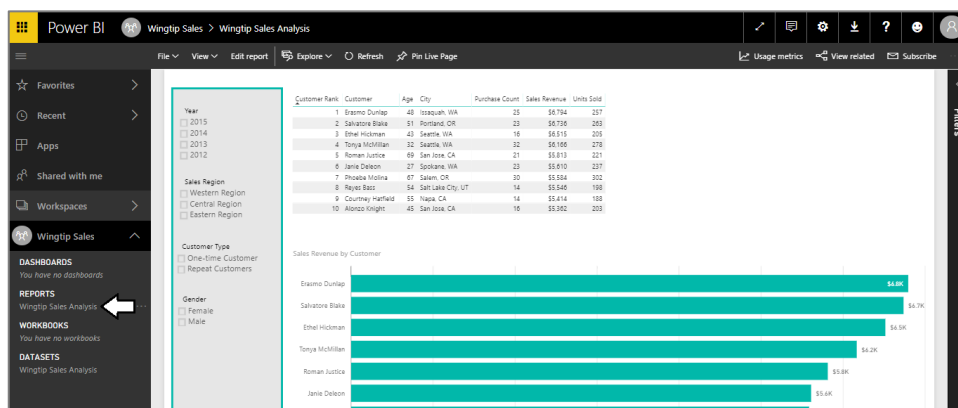 Power BI Wingtip Sales > Wingtip Sales Analysis ?
File View Edit report Explore Refresh Pin Live Page Usage metrics View related Subscribe
Favorites
Recent
Apps
Shared with me
Workspaces
Wingtip Sales
DASHBOARDS
You have no dashboards
REPORTS
Wingtip Sales Analysis
WORKBOOKS
You have no workbooks
DATASETS
Wingtip Sales Analysis
Year
2015
2014
2013
2012
Sales Region
Western Region
Central Region
Eastern Region
Customer Type
One-time Customer
Repeat Customers
Gender
Female
Male
Customer Rank Customer Age City Purchase Count Sales Revenue Units Sold
1 Erasmo Dunlap 48 Issaquah, WA 25 $6,794 257
2 Salvatore Blake 51 Portland, OR 23 $6,736 263
3 Ethel Hickman 43 Seattle, WA 16 $6,515 205
4 Tonya McMillan 32 Seattle, WA 32 $6,166 278
5 Roman Justice 69 San Jose, CA 21 $5,813 221
6 Janie Deleon 27 Spokane, WA 23 $5,610 237
7 Phoebe Molina 67 Salem, OR 30 $5,584 302
8 Reyes Bass 54 Salt Lake City, UT 14 $5,546 198
9 Courtney Hatfield 55 Napa, CA 14 $5,414 188
10 Alonzo Knight 45 San Jose, CA 16 $5,362 203
Sales Revenue by Customer
Erasmo Dunlap $6.8K
Salvatore Blake $6.7K
Ethel Hickman $6.5K
Tonya McMillan $6.2K
Roman Justice $5.8K
Janie Deleon $5.6K
Filters